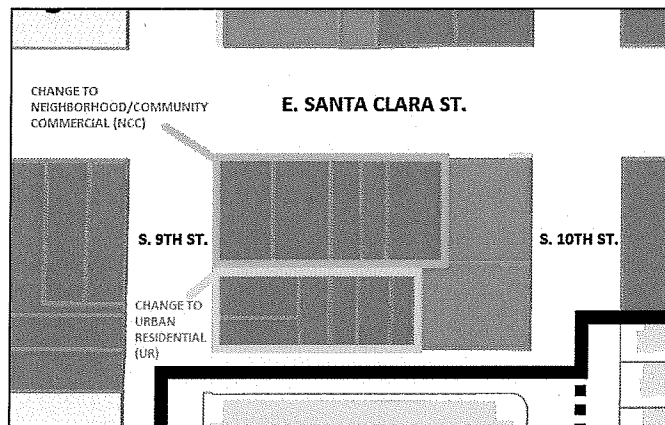 CHANGE TO
NEIGHBORHOOD/COMMUNITY
COMMERCIAL (NCC)
E. SANTA CLARA ST.
S. 9TH ST.
S. 10TH ST.
CHANGE TO
URBAN
RESIDENTIAL
(UR)